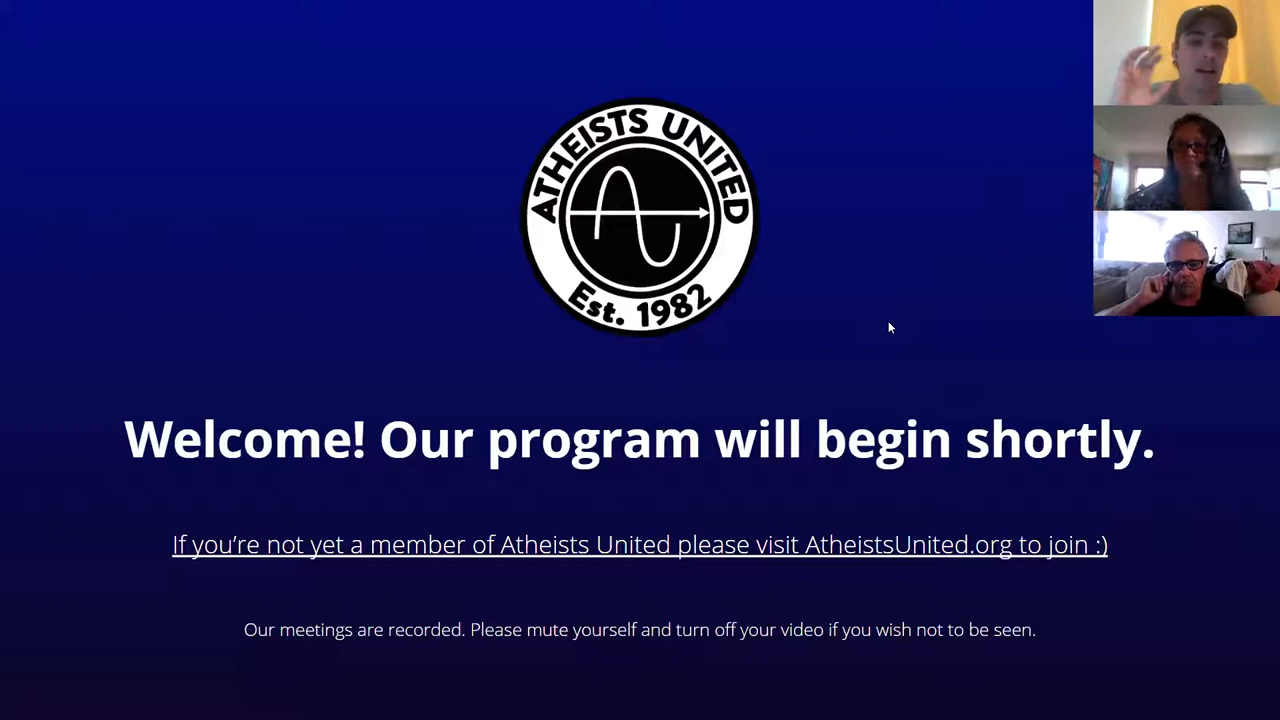 ATHEISTS UNITED
Est. 1982
Welcome! Our program will begin shortly.
If you’re not yet a member of Atheists United please visit AtheistsUnited.org to join :)
Our meetings are recorded. Please mute yourself and turn off your video if you wish not to be seen.